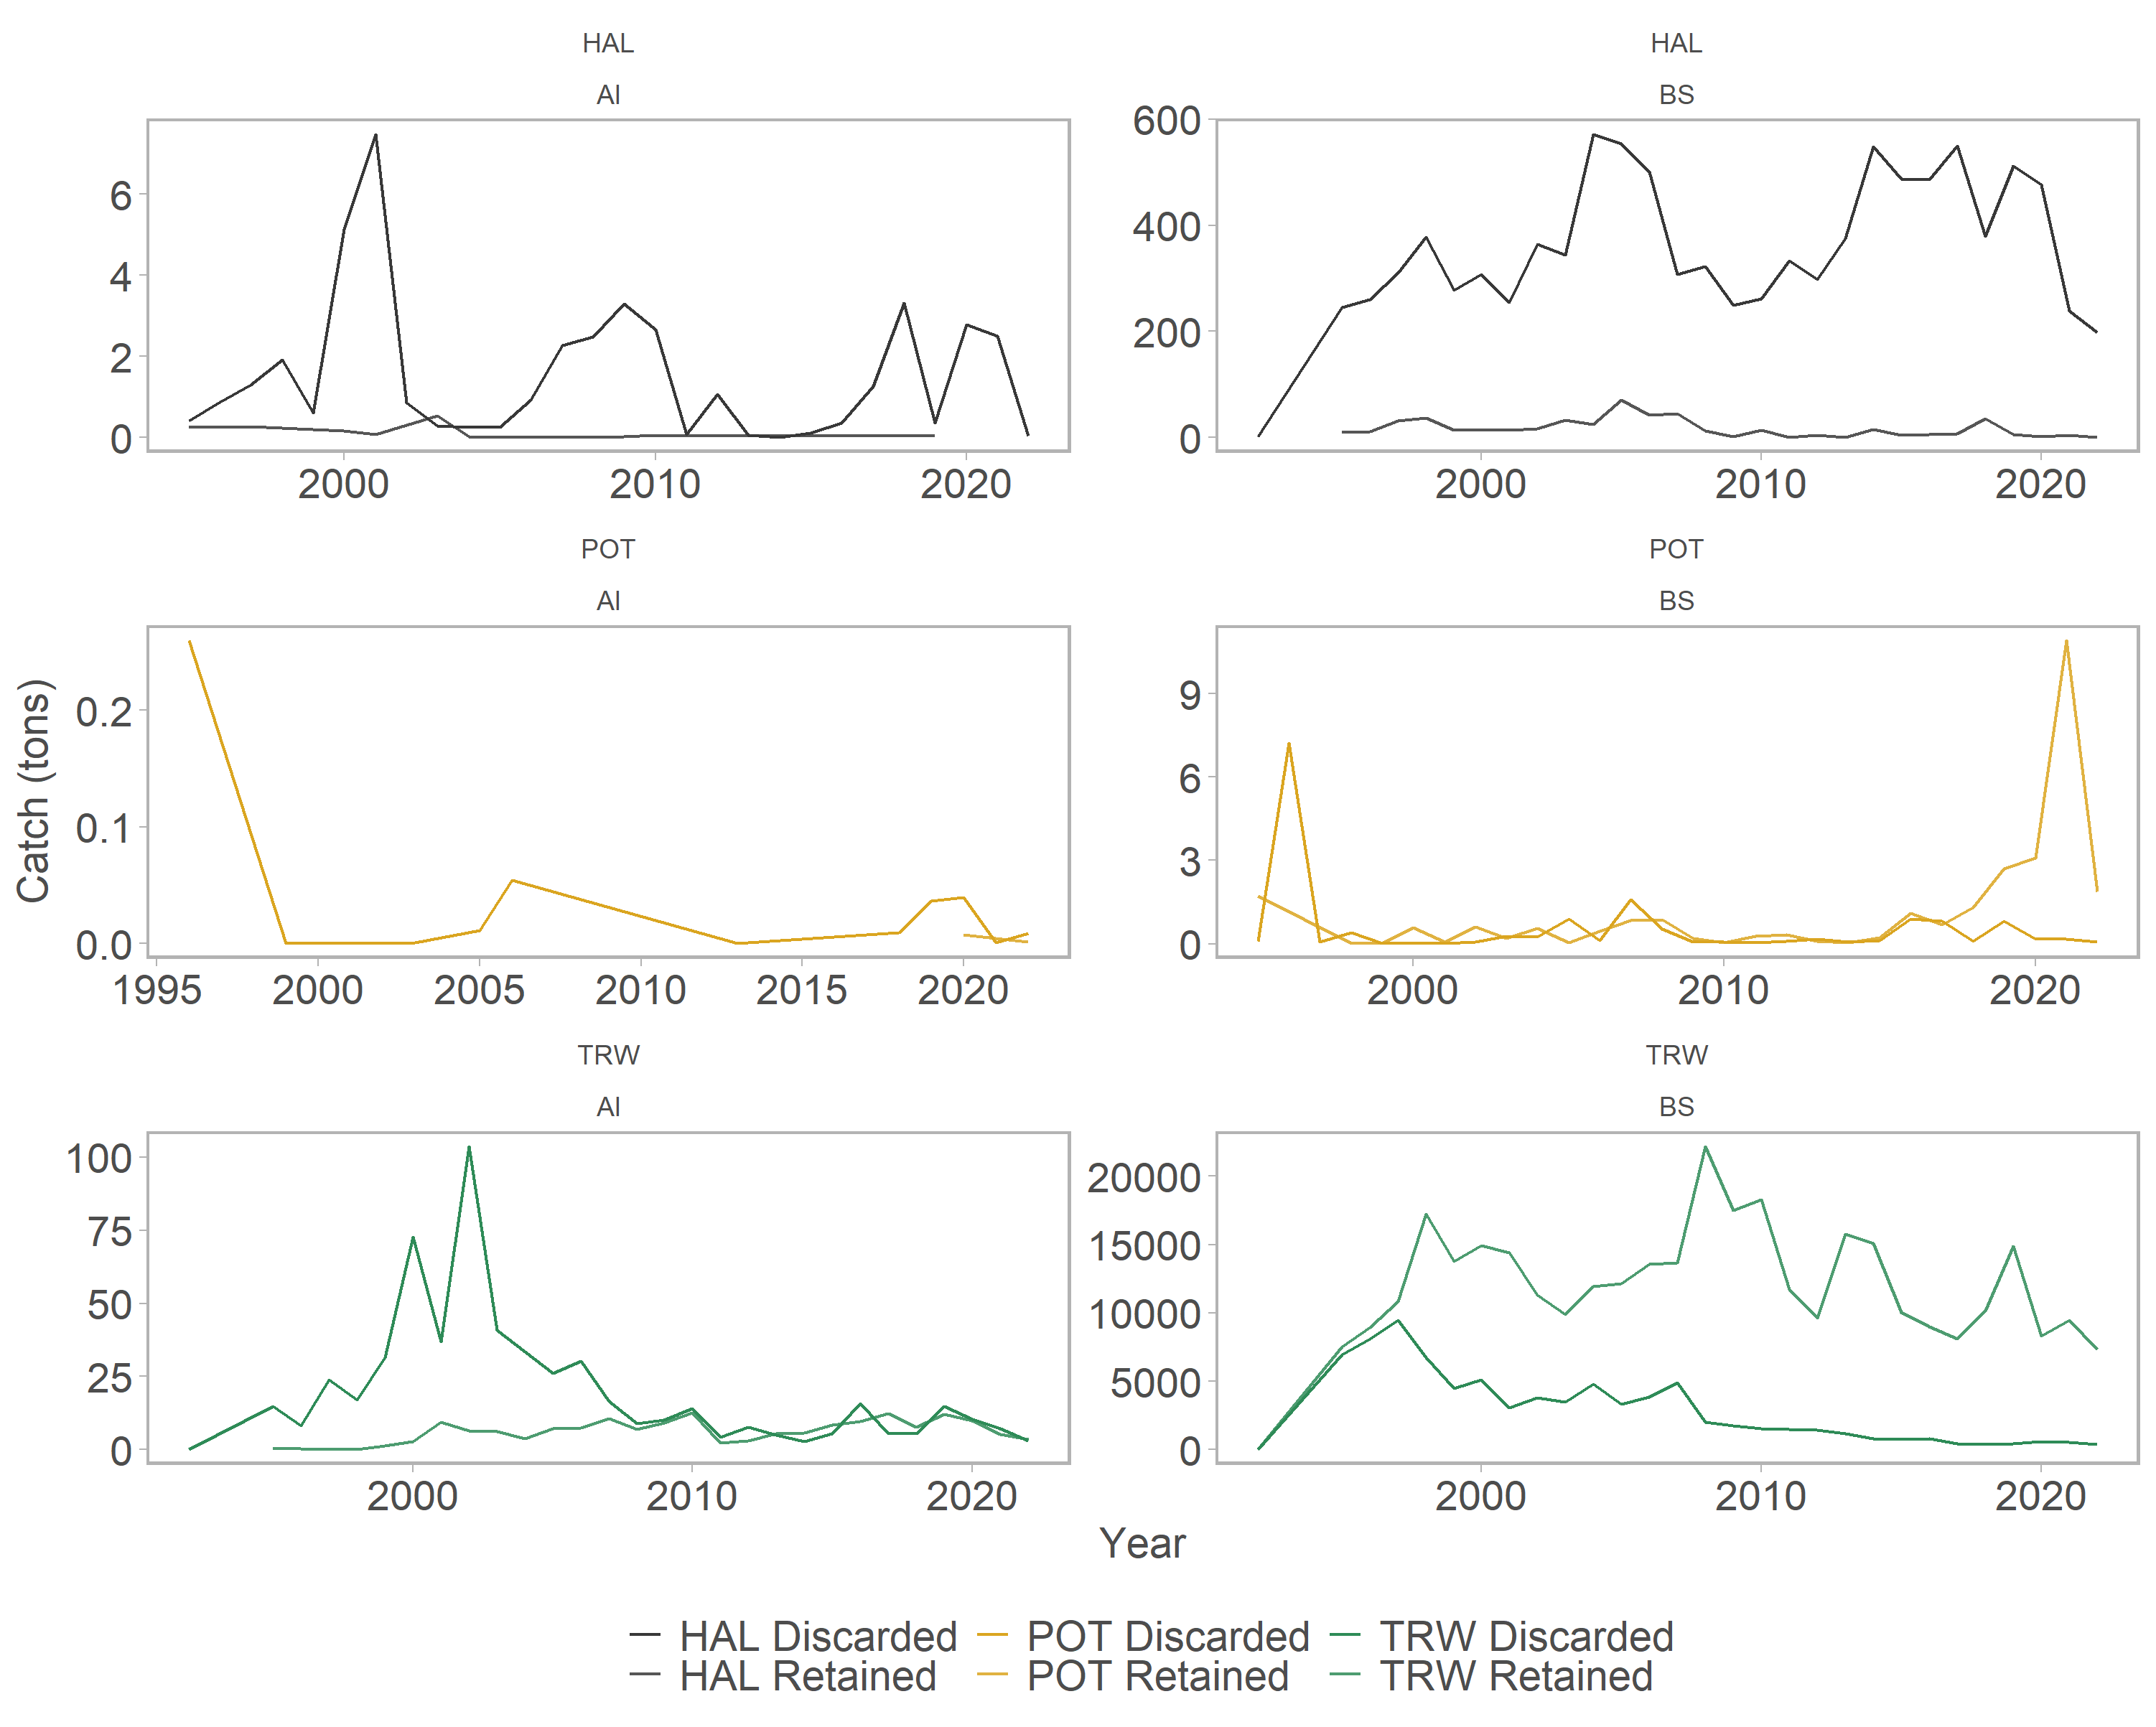 HAL
AI
6
4
2
0
2000 2010 2020
HAL
BS
600
400
200
0
2000 2010 2020
Catch (tons)
POT
AI
0.2
0.1
0.0
1995 2000 2005 2010 2015 2020
POT
BS
9
6
3
0
2000 2010 2020
TRW
AI
100
75
50
25
0
2000 2010 2020
TRW
BS
20000
15000
10000
5000
0
2000 2010 2020
Year
HAL Discarded POT Discarded TRW Discarded
HAL Retained POT Retained TRW Retained